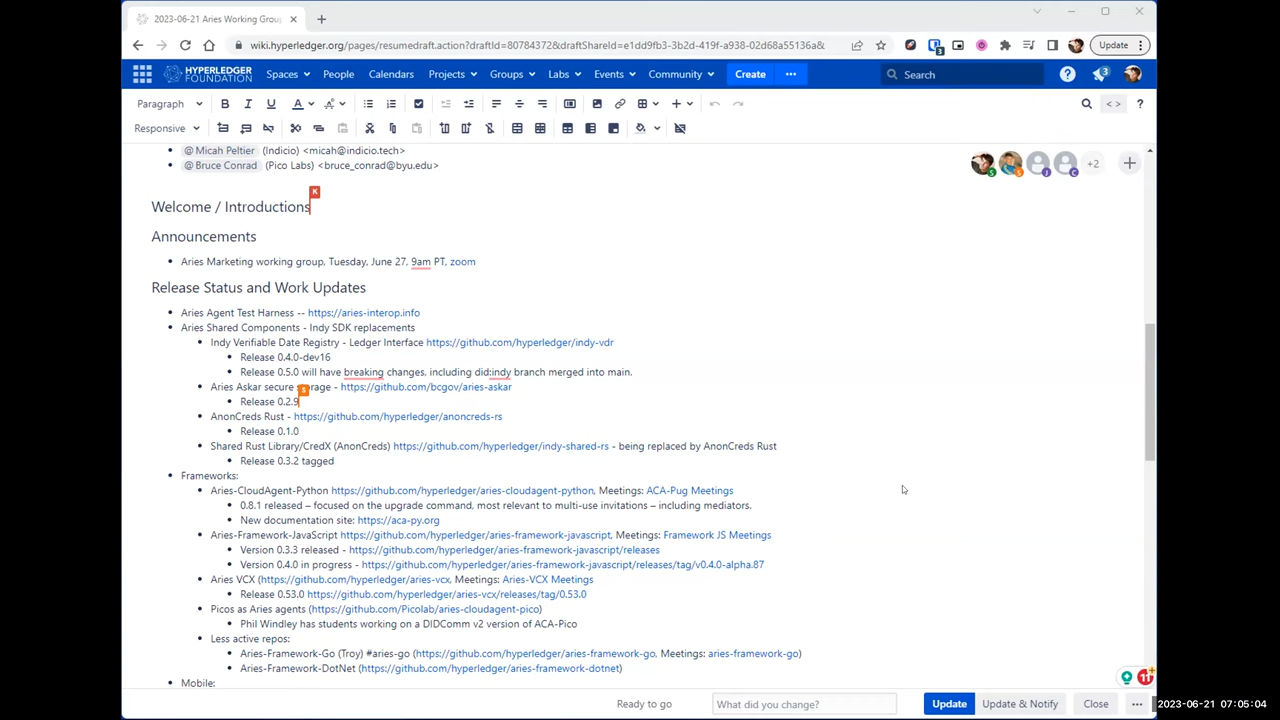 2023-06-21 Aries Working Grou
wiki.hyperledger.org/pages/resumedraft.action?draftId=80784372&draftShareId=e1dd9fb3-3b2d-419f-a938-02d68a55136a&
3
Update
HYPERLEDGER
FOUNDATION
Spaces People Calendars Projects Groups Labs Events Community Create Search
3
Paragraph B I U A
Responsive
@ Micah Peltier (Indicio) <micah@indicio.tech>
@ Bruce Conrad (Pico Labs) <bruce_conrad@byu.edu>
S S J C +2
K
Welcome / Introductions
Announcements
Aries Marketing working group, Tuesday, June 27, 9am PT, zoom
Release Status and Work Updates
Aries Agent Test Harness -- https://aries-interop.info
Aries Shared Components - Indy SDK replacements
Indy Verifiable Date Registry - Ledger Interface https://github.com/hyperledger/indy-vdr
Release 0.4.0-dev16
Release 0.5.0 will have breaking changes, including did:indy branch merged into main.
Aries Askar secure storage - https://github.com/bcgov/aries-askar
S
Release 0.2.9
AnonCreds Rust - https://github.com/hyperledger/anoncreds-rs
Release 0.1.0
Shared Rust Library/CredX (AnonCreds) https://github.com/hyperledger/indy-shared-rs - being replaced by AnonCreds Rust
Release 0.3.2 tagged
Frameworks:
Aries-CloudAgent-Python https://github.com/hyperledger/aries-cloudagent-python, Meetings: ACA-Pug Meetings
0.8.1 released – focused on the upgrade command, most relevant to multi-use invitations – including mediators.
New documentation site: https://aca-py.org
Aries-Framework-JavaScript https://github.com/hyperledger/aries-framework-javascript, Meetings: Framework JS Meetings
Version 0.3.3 released - https://github.com/hyperledger/aries-framework-javascript/releases
Version 0.4.0 in progress - https://github.com/hyperledger/aries-framework-javascript/releases/tag/v0.4.0-alpha.87
Aries VCX (https://github.com/hyperledger/aries-vcx, Meetings: Aries-VCX Meetings
Release 0.53.0 https://github.com/hyperledger/aries-vcx/releases/tag/0.53.0
Picos as Aries agents (https://github.com/Picolab/aries-cloudagent-pico)
Phil Windley has students working on a DIDComm v2 version of ACA-Pico
Less active repos:
Aries-Framework-Go (Troy) #aries-go (https://github.com/hyperledger/aries-framework-go, Meetings: aries-framework-go)
Aries-Framework-DotNet (https://github.com/hyperledger/aries-framework-dotnet)
Mobile:
Ready to go What did you change? Update Update & Notify Close
2023-06-21 07:05:04